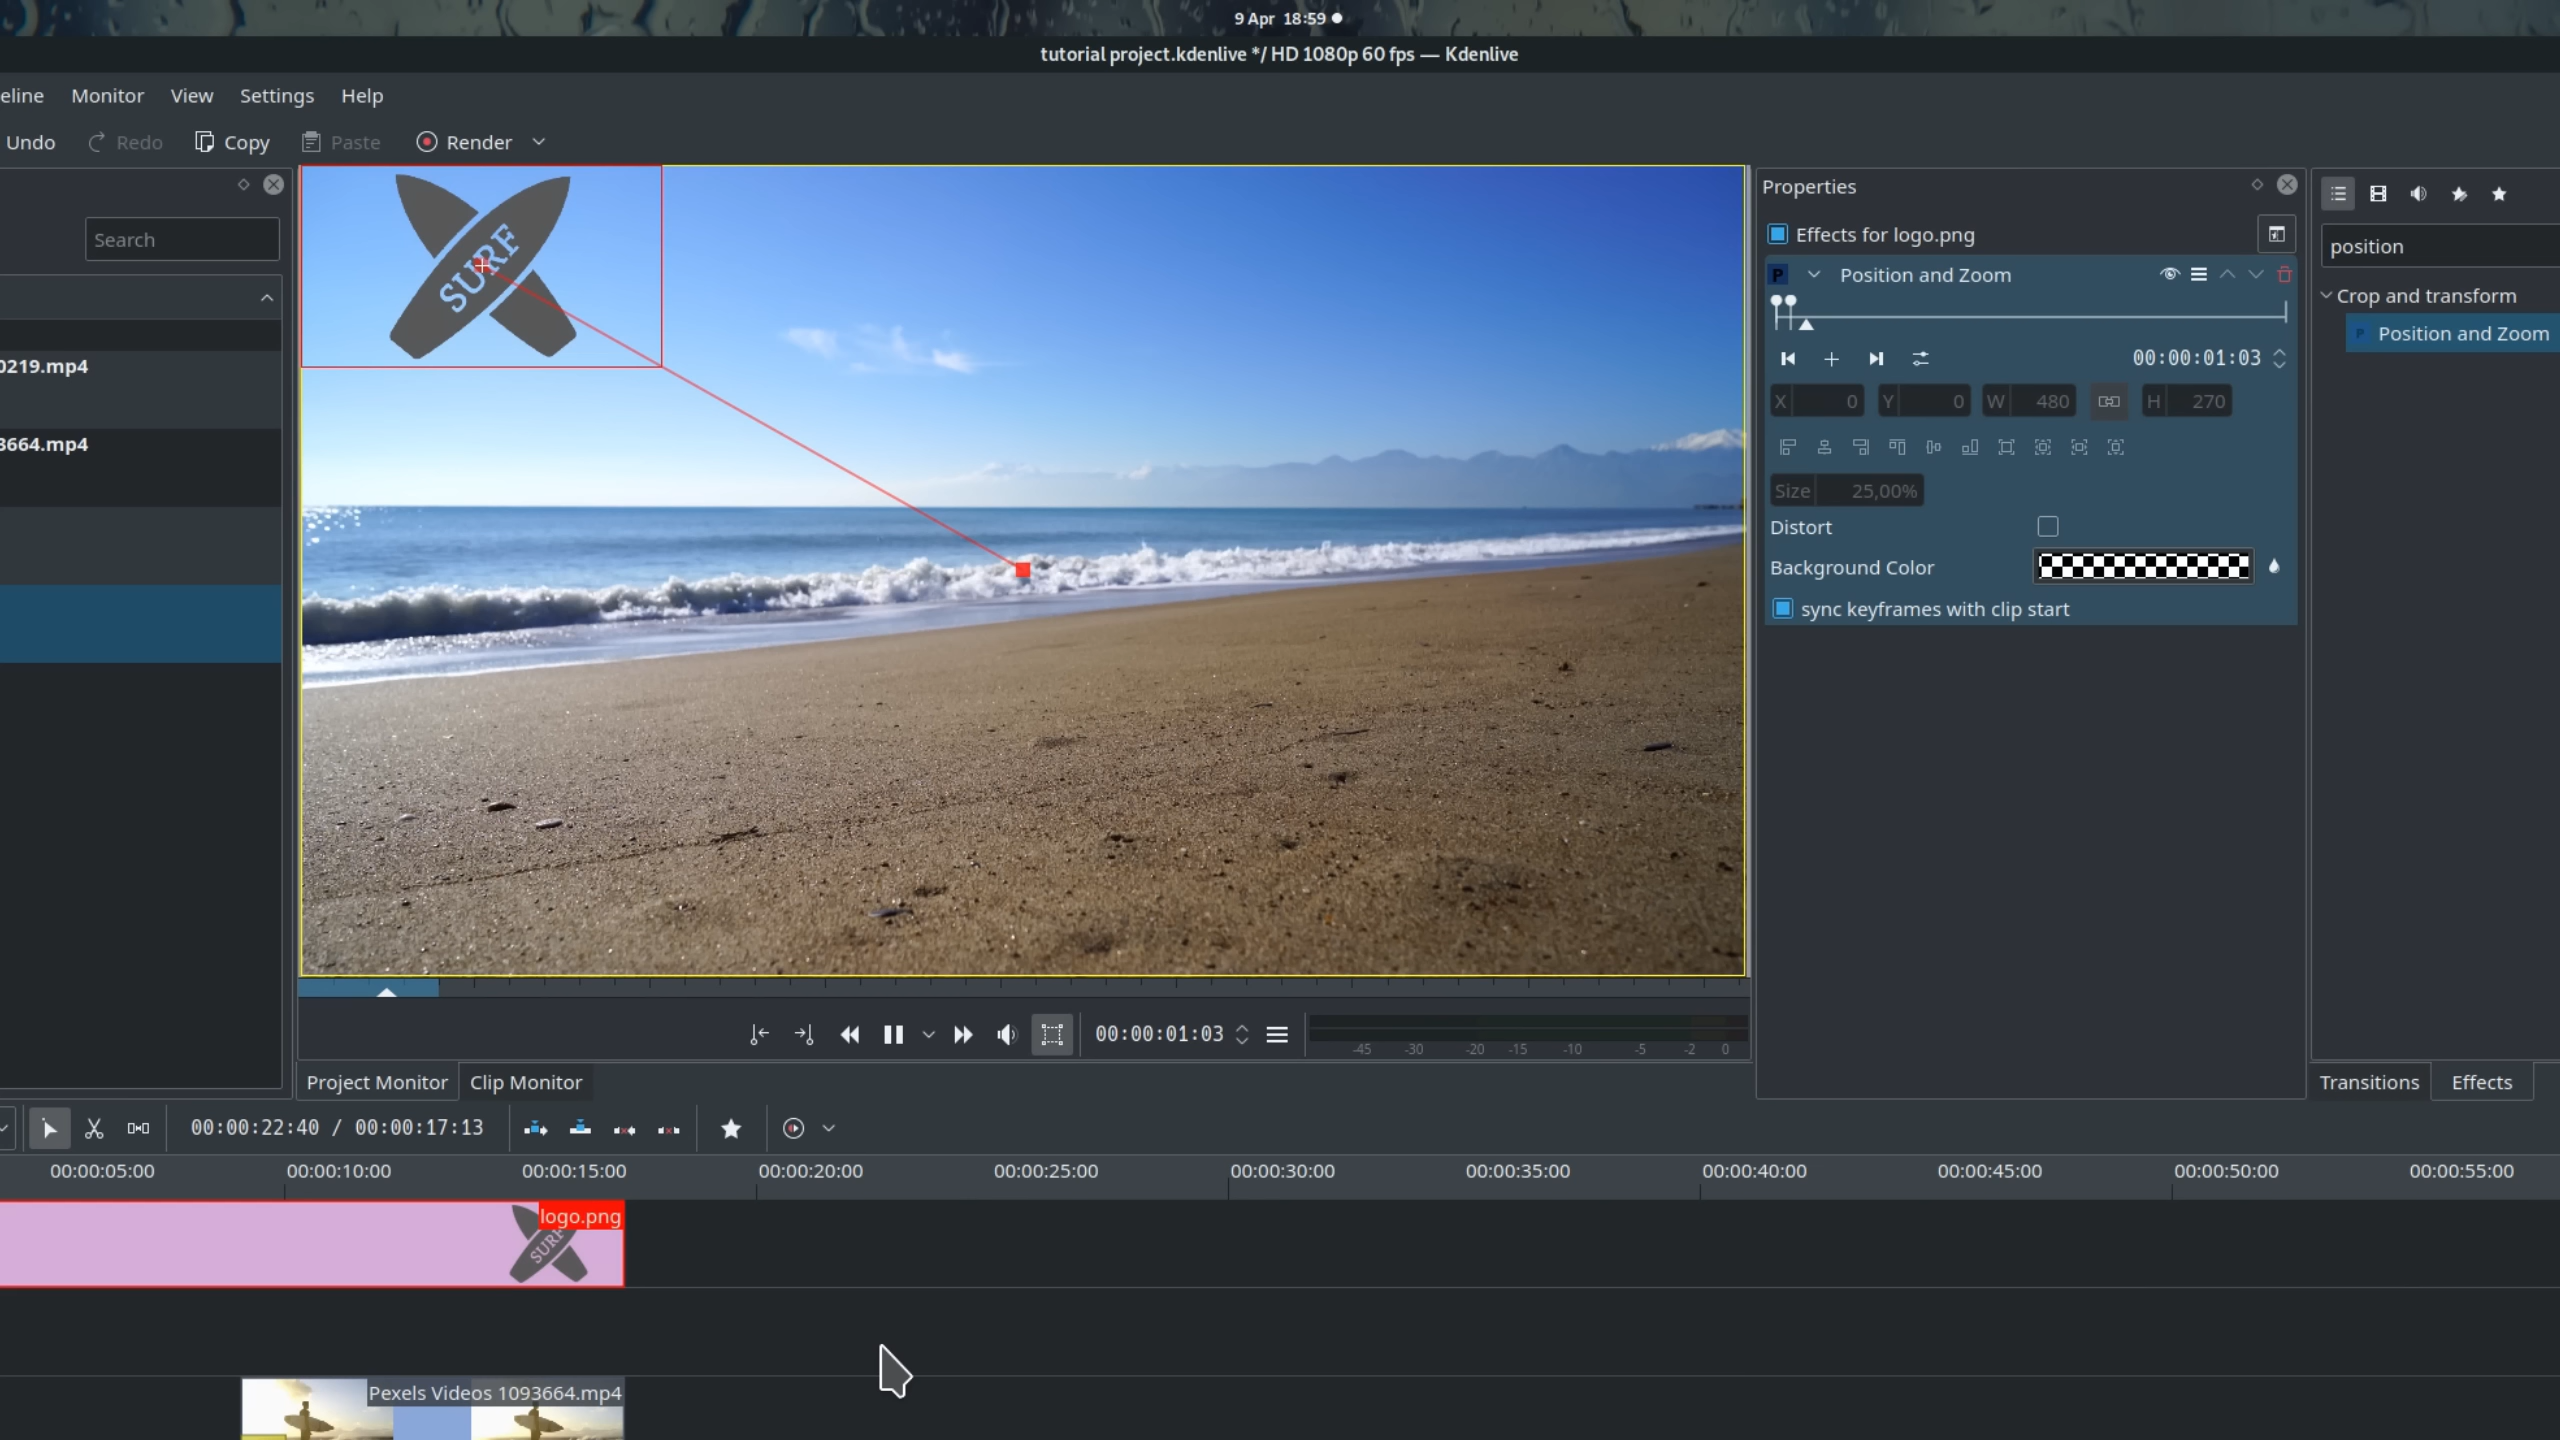 9 Apr 18:59
tutorial project.kdenlive */ HD 1080p 60 fps — Kdenlive
eline Monitor View Settings Help
Undo Redo Copy Paste Render
Search
0219.mp4
3664.mp4
SURF
Properties
Effects for logo.png
Position and Zoom
00:00:01:03
X 0 Y 0 W 480 H 270
Size 25,00%
Distort
Background Color
sync keyframes with clip start
position
Crop and transform
P Position and Zoom
00:00:01:03
-45 -30 -20 -15 -10 -5 -2 0
Project Monitor Clip Monitor
Transitions Effects
00:00:22:40 / 00:00:17:13
00:00:05:00 00:00:10:00 00:00:15:00 00:00:20:00 00:00:25:00 00:00:30:00 00:00:35:00 00:00:40:00 00:00:45:00 00:00:50:00 00:00:55:00
logo.png
SURF
Pexels Videos 1093664.mp4